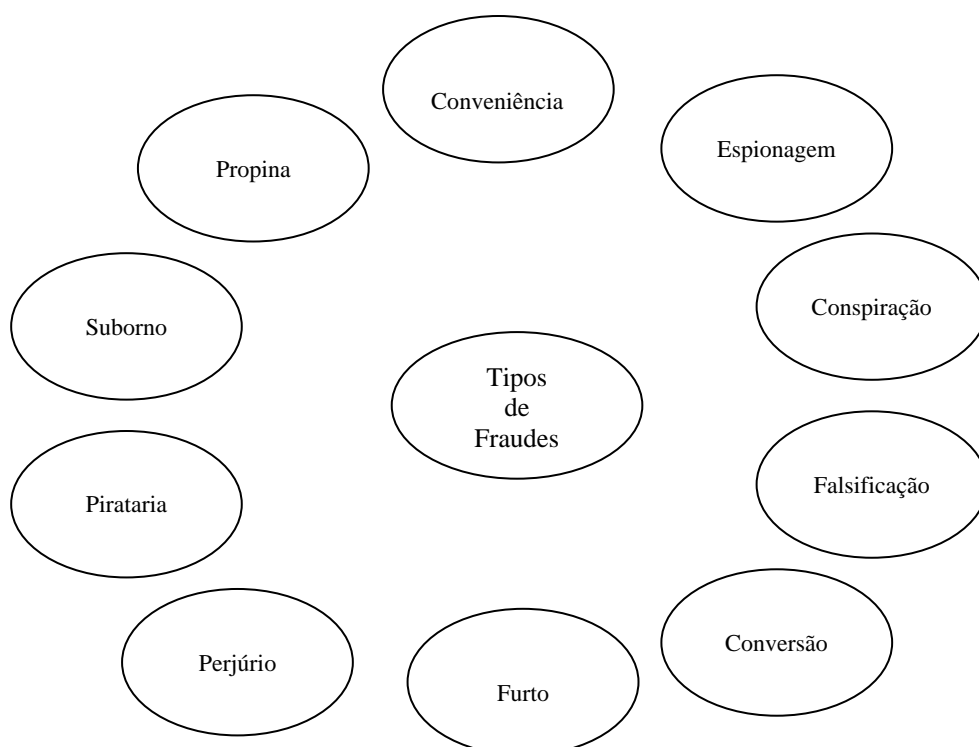 Conveniência
Espionagem
Propina
Conspiração
Suborno
Tipos
de
Fraudes
Falsificação
Pirataria
Conversão
Perjúrio
Furto